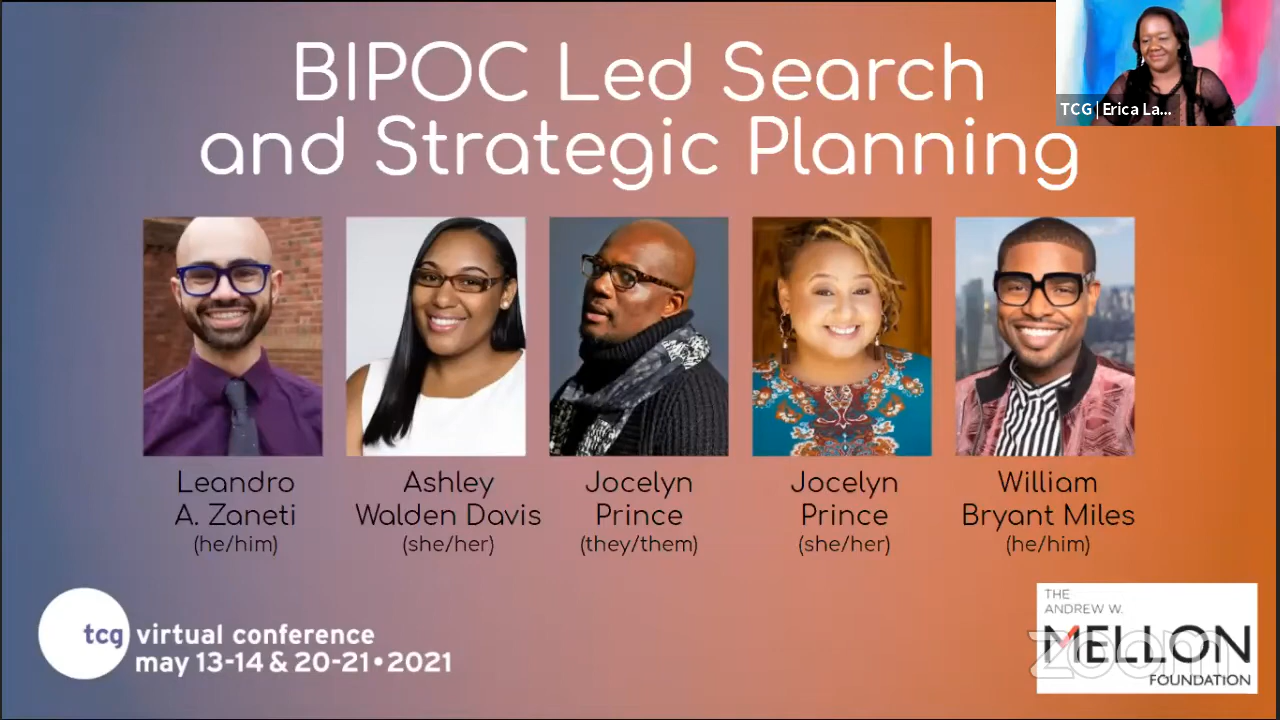 BIPOC Led Search
and Strategic Planning
TCG | Erica La...
Leandro
A. Zaneti
(he/him)
Ashley
Walden Davis
(she/her)
Jocelyn
Prince
(they/them)
Jocelyn
Prince
(she/her)
William
Bryant Miles
(he/him)
tcg virtual conference
may 13-14 & 20-21•2021
THE
ANDREW W.
MELLON
FOUNDATION
zoom